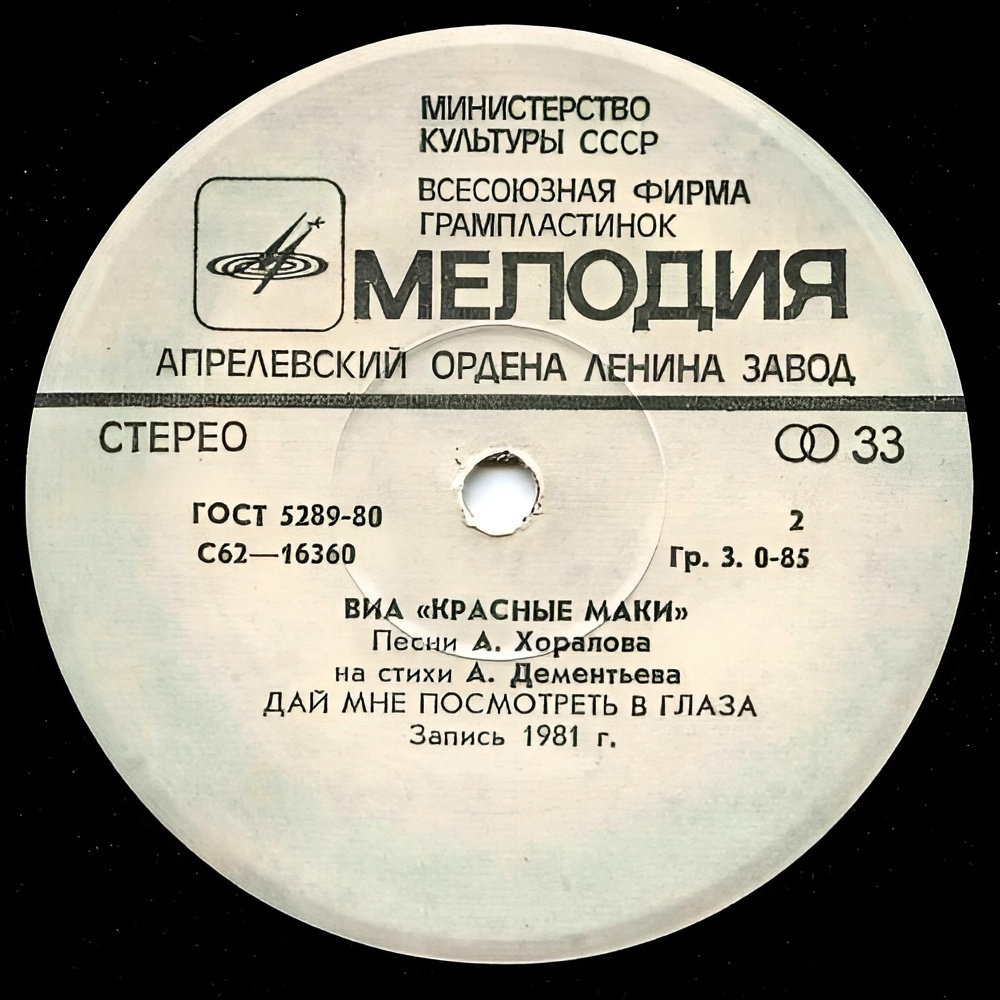 МИНИСТЕРСТВО
КУЛЬТУРЫ СССР
ВСЕСОЮЗНАЯ ФИРМА
ГРАМПЛАСТИНОК
МЕЛОДИЯ
АПРЕЛЕВСКИЙ ОРДЕНА ЛЕНИНА ЗАВОД
СТЕРЕО
33
ГОСТ 5289-80
2
С62—16360
Гр. 3. 0-85
ВИА «КРАСНЫЕ МАКИ»
Песни А. Хоралова
на стихи А. Дементьева
ДАЙ МНЕ ПОСМОТРЕТЬ В ГЛАЗА
Запись 1981 г.